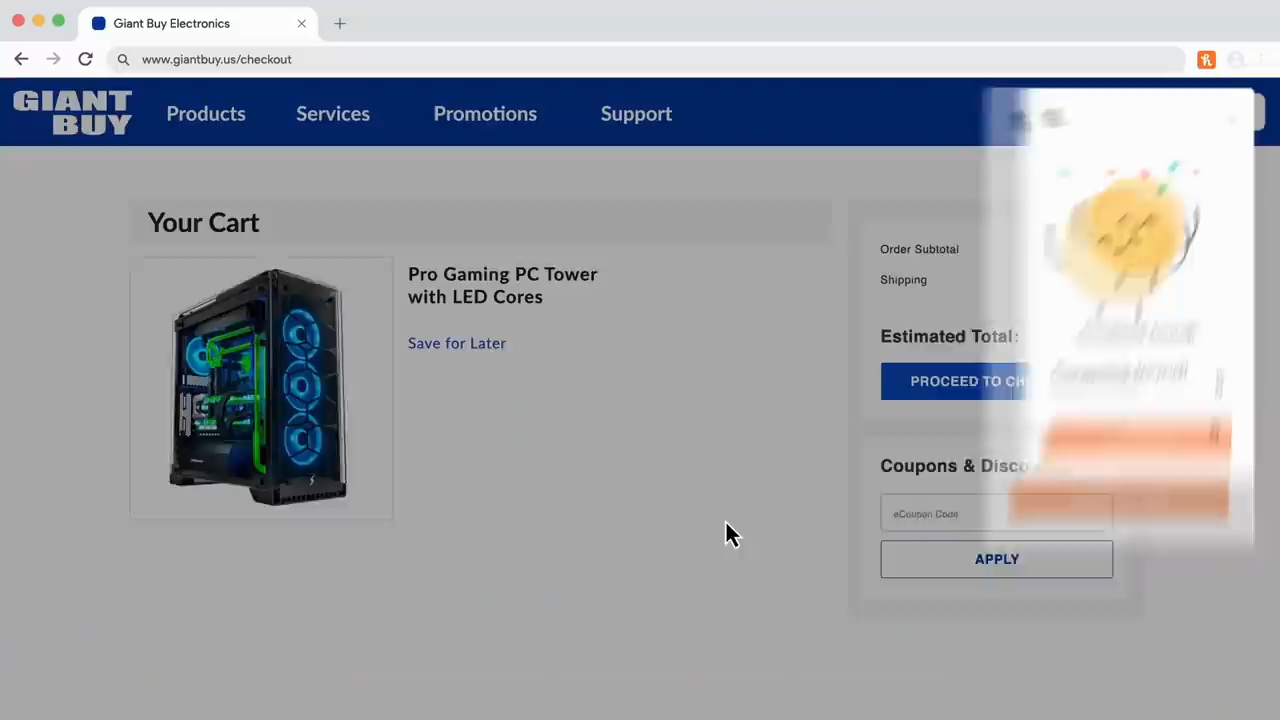 Giant Buy Electronics
www.giantbuy.us/checkout
GIANT
BUY
Products
Services
Promotions
Support
Your Cart
Pro Gaming PC Tower
with LED Cores
Save for Later
Order Subtotal
Shipping
Estimated Total:
PROCEED TO CH
Coupons & Disco
eCoupon Code
APPLY